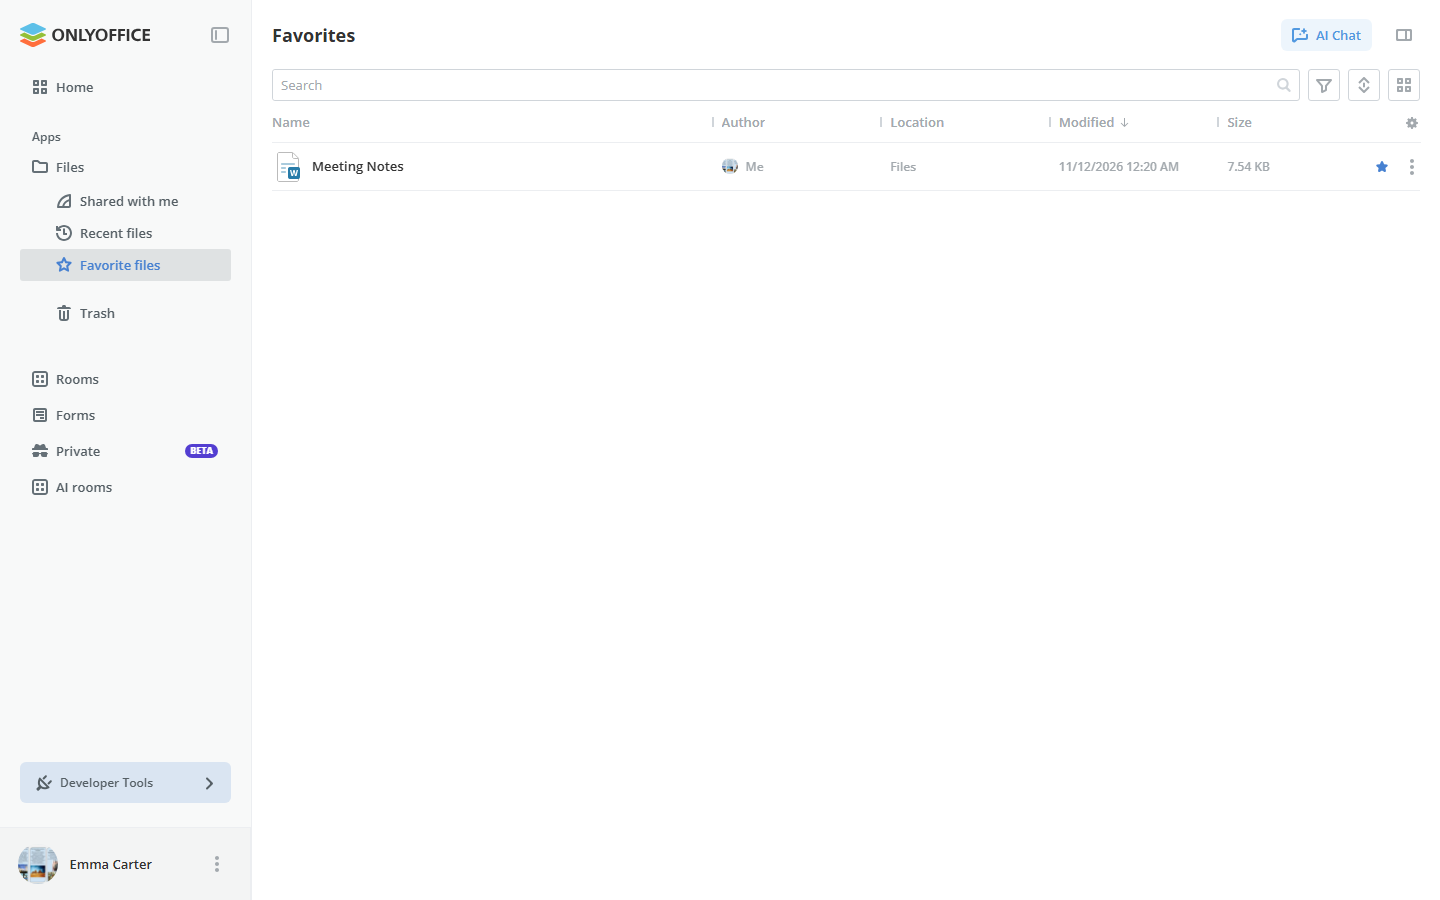 ONLYOFFICE
Home
Apps
Files
Shared with me
Recent files
Favorite files
Trash
Rooms
Forms
Private BETA
AI rooms
Developer Tools
Emma Carter
Favorites
AI Chat
Search
Name Author Location Modified Size
Meeting Notes Me Files 11/12/2026 12:20 AM 7.54 KB